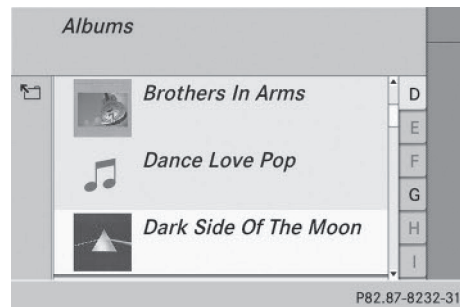 Albums
Brothers In Arms
Dance Love Pop
Dark Side Of The Moon
D
E
F
G
H
I
P82.87-8232-31